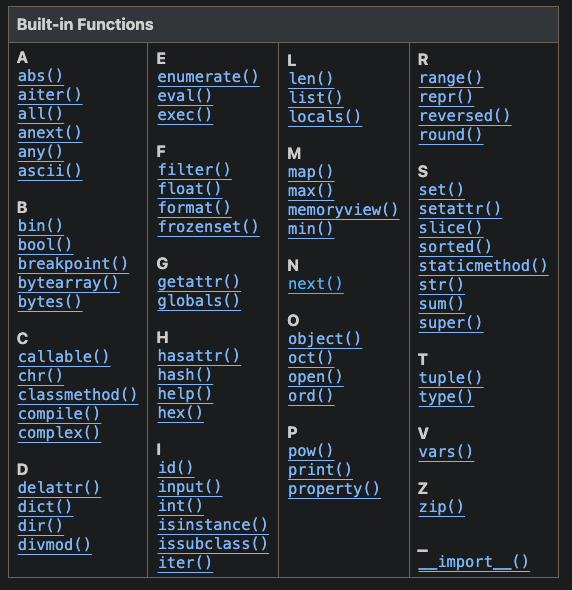 Built-in Functions
A
abs()
aiter()
all()
anext()
any()
ascii()
B
bin()
bool()
breakpoint()
bytearray()
bytes()
C
callable()
chr()
classmethod()
compile()
complex()
D
delattr()
dict()
dir()
divmod()
E
enumerate()
eval()
exec()
F
filter()
float()
format()
frozenset()
G
getattr()
globals()
H
hasattr()
hash()
help()
hex()
I
id()
input()
int()
isinstance()
issubclass()
iter()
L
len()
list()
locals()
M
map()
max()
memoryview()
min()
N
next()
O
object()
oct()
open()
ord()
P
pow()
print()
property()
R
range()
repr()
reversed()
round()
S
set()
setattr()
slice()
sorted()
staticmethod()
str()
sum()
super()
T
tuple()
type()
V
vars()
Z
zip()
_
__import__()